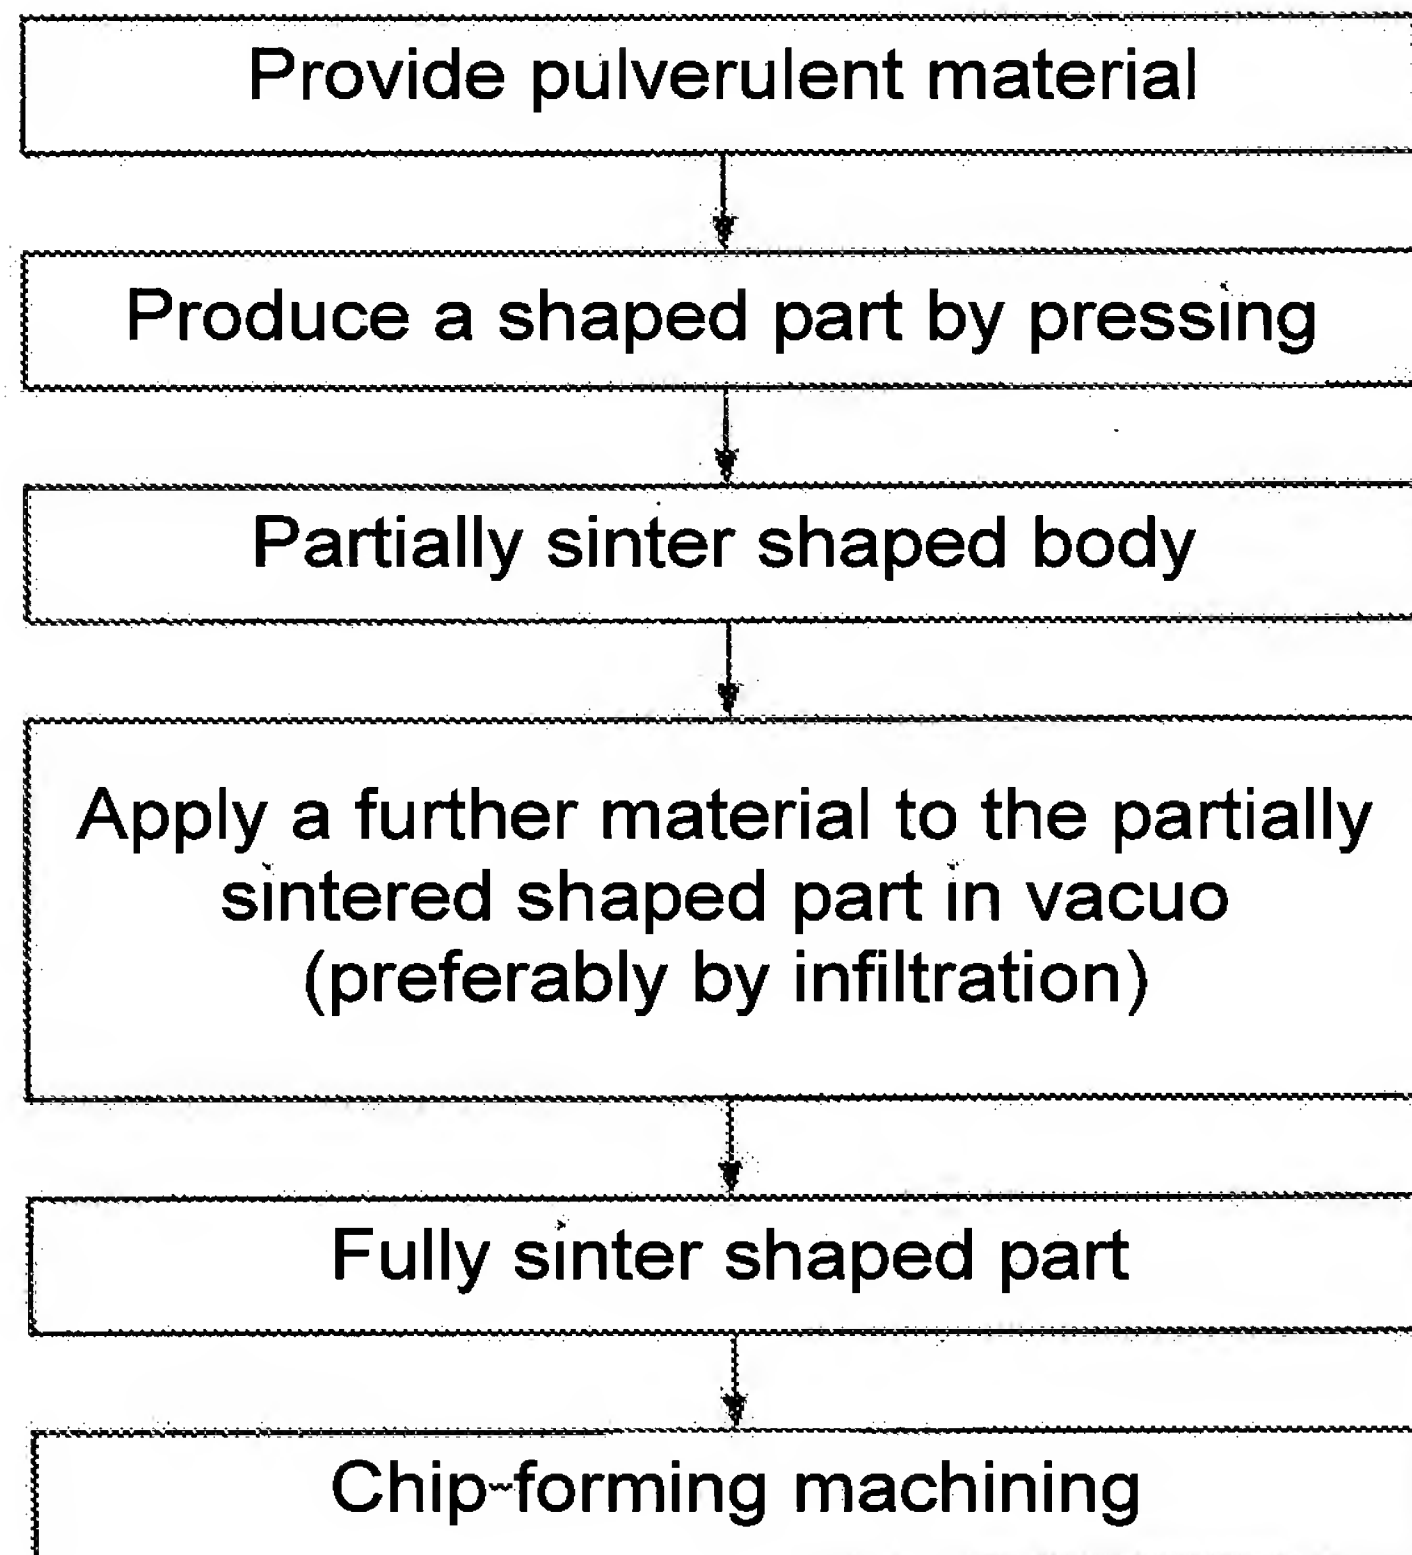 Provide pulverulent material
Produce a shaped part by pressing
Partially sinter shaped body
Apply a further material to the partially
sintered shaped part in vacuo
(preferably by infiltration)
Fully sinter shaped part
Chip-forming machining